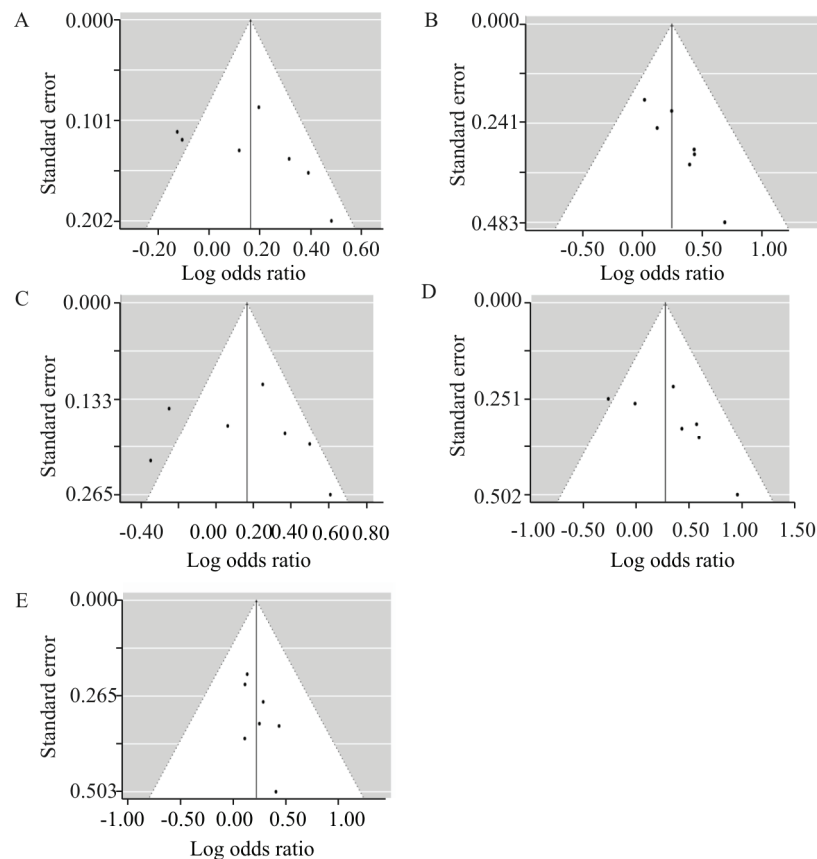 A
0.000
0.101
0.202
Standard error
-0.20 0.00 0.20 0.40 0.60
Log odds ratio
B
0.000
0.241
0.483
Standard error
-0.50 0.00 0.50 1.00
Log odds ratio
C
0.000
0.133
0.265
Standard error
-0.40 0.00 0.20 0.40 0.60 0.80
Log odds ratio
D
0.000
0.251
0.502
Standard error
-1.00 -0.50 0.00 0.50 1.00 1.50
Log odds ratio
E
0.000
0.265
0.503
Standard error
-1.00 -0.50 0.00 0.50 1.00
Log odds ratio